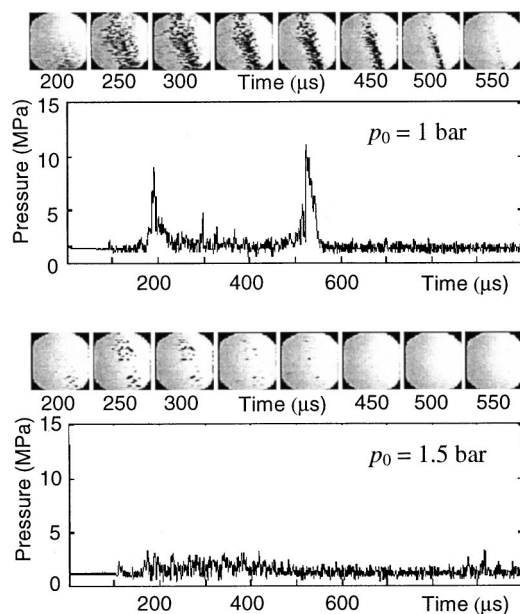 200 250 300 Time (μs) 450 500 550
15
10
5
0
Pressure (MPa)
p₀ = 1 bar
200 400 600 Time (μs)
200 250 300 Time (μs) 450 500 550
15
10
5
0
Pressure (MPa)
p₀ = 1.5 bar
200 400 600 Time (μs)